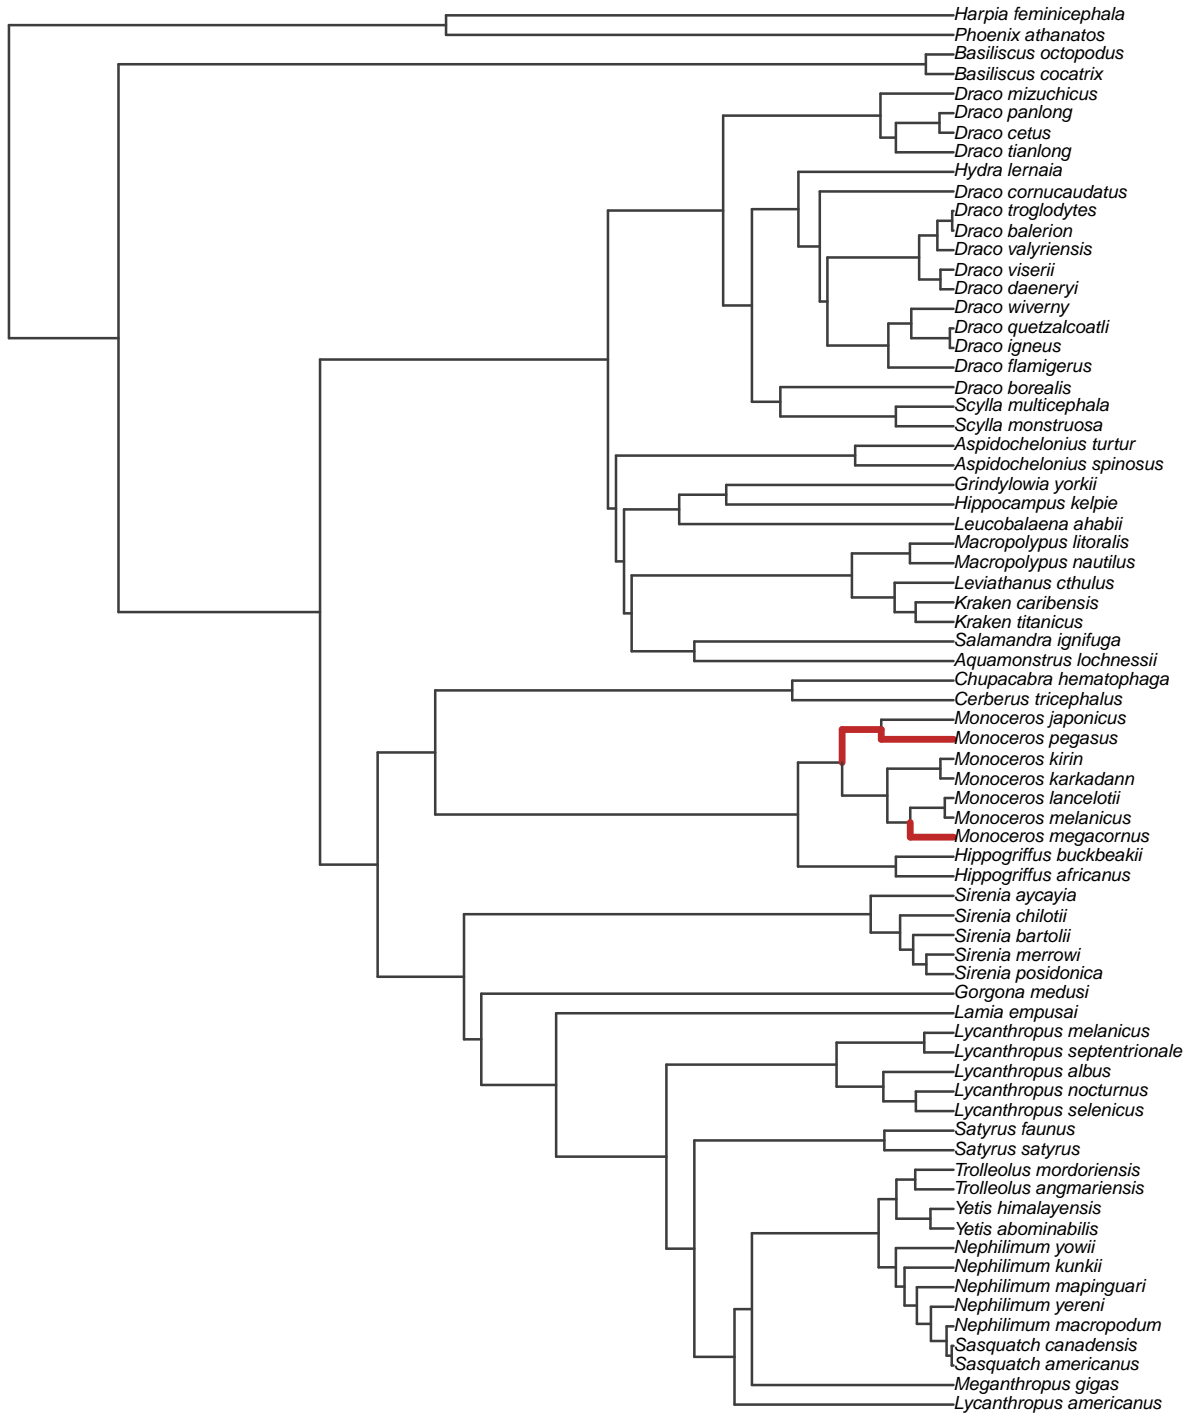 Harpia feminicephala
Phoenix athanatos
Basiliscus octopodus
Basiliscus cocatrix
Draco mizuchicus
Draco panlong
Draco cetus
Draco tianlong
Hydra lernaia
Draco cornucaudatus
Draco troglodytes
Draco balerion
Draco valyriensis
Draco viserii
Draco daeneryi
Draco wiverny
Draco quetzalcoatli
Draco igneus
Draco flamigerus
Draco borealis
Scylla multicephala
Scylla monstruosa
Aspidochelonius turtur
Aspidochelonius spinosus
Grindylowia yorkii
Hippocampus kelpie
Leucobalaena ahabii
Macropolypus litoralis
Macropolypus nautilus
Leviathanus cthulus
Kraken caribensis
Kraken titanicus
Salamandra ignifuga
Aquamonstrus lochnessii
Chupacabra hematophaga
Cerberus tricephalus
Monoceros japonicus
Monoceros pegasus
Monoceros kirin
Monoceros karkadann
Monoceros lancelotii
Monoceros melanicus
Monoceros megacornus
Hippogriffus buckbeakii
Hippogriffus africanus
Sirenia aycayia
Sirenia chilotii
Sirenia bartolii
Sirenia merrowi
Sirenia posidonica
Gorgona medusi
Lamia empusai
Lycanthropus melanicus
Lycanthropus septentrionale
Lycanthropus albus
Lycanthropus nocturnus
Lycanthropus selenicus
Satyrus faunus
Satyrus satyrus
Trolleolus mordoriensis
Trolleolus angmariensis
Yetis himalayensis
Yetis abominabilis
Nephilimum yowii
Nephilimum kunkii
Nephilimum mapinguari
Nephilimum yereni
Nephilimum macropodum
Sasquatch canadensis
Sasquatch americanus
Meganthropus gigas
Lycanthropus americanus